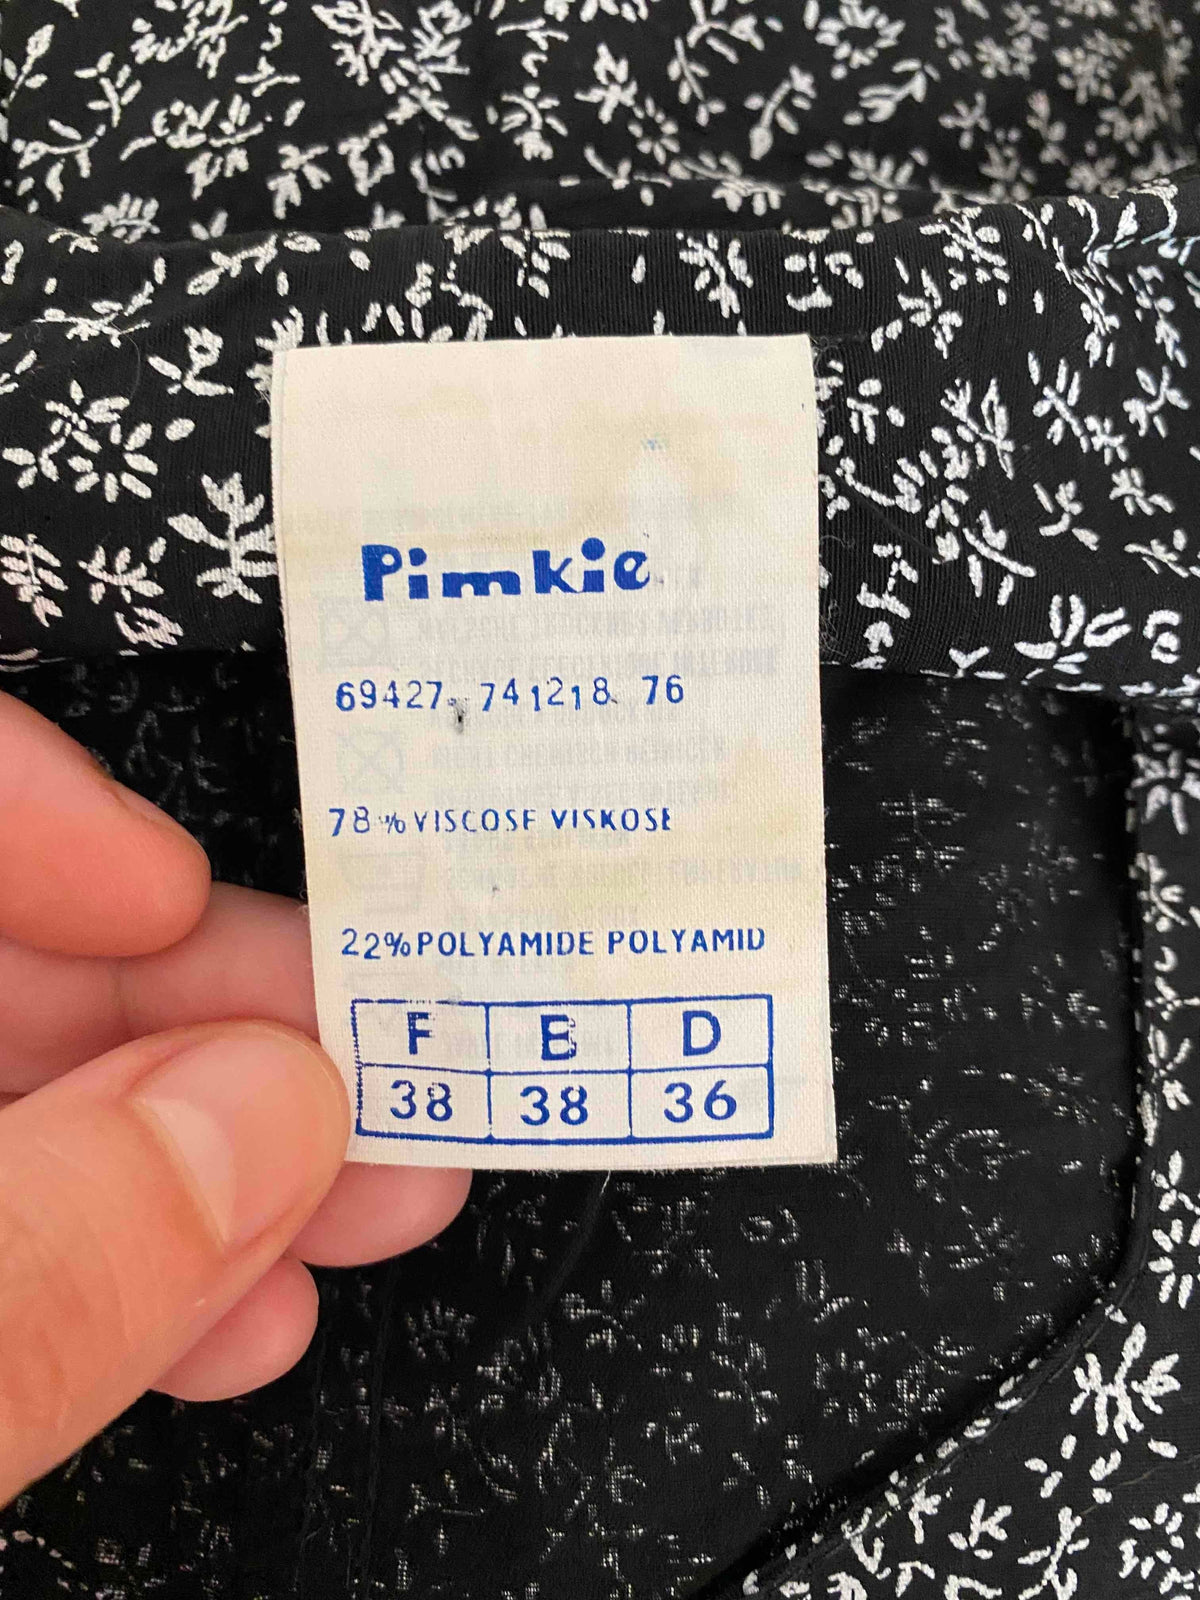 Pimkie
69427. 741218. 76
78% VISCOSE VISKOSE
22% POLYAMIDE POLYAMID
F E D
38 38 36